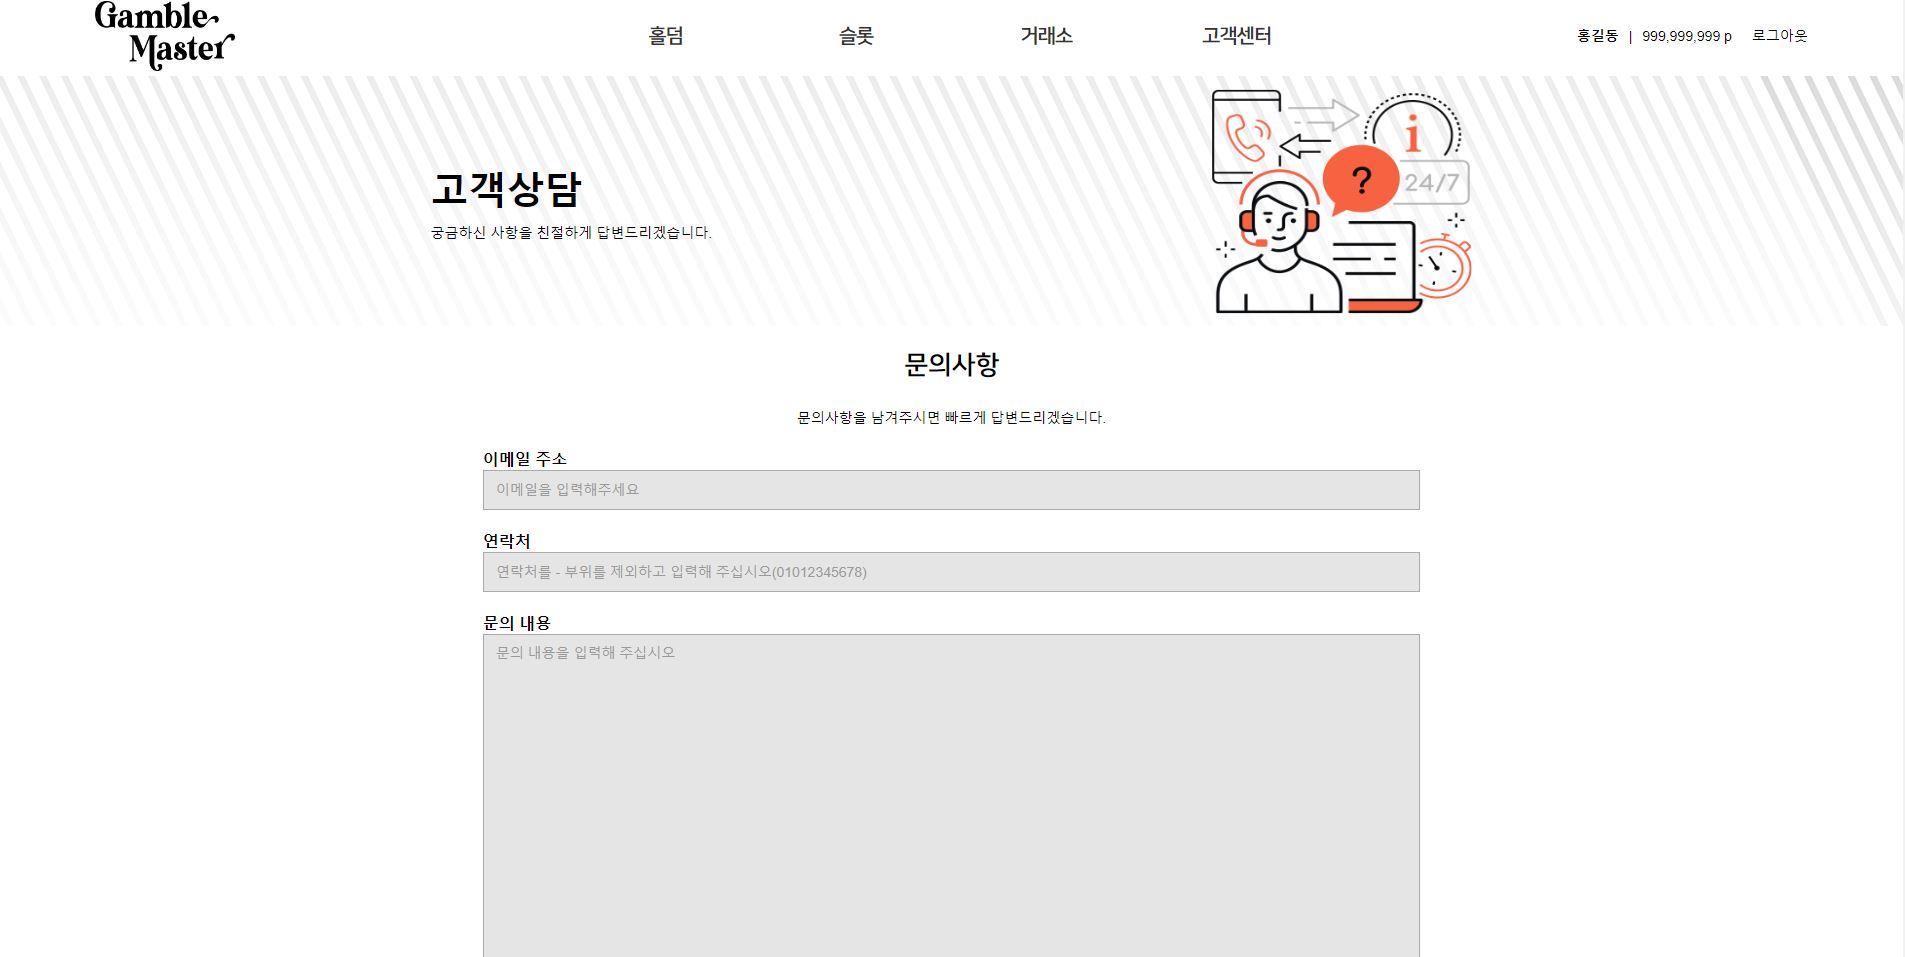 Gamble
Master
홀덤
슬롯
거래소
고객센터
홍길동 | 999,999,999 p 로그아웃
고객상담
궁금하신 사항을 친절하게 답변드리겠습니다.
i
?
24/7
문의사항
문의사항을 남겨주시면 빠르게 답변드리겠습니다.
이메일 주소
이메일을 입력해주세요
연락처
연락처를 - 부위를 제외하고 입력해 주십시오(01012345678)
문의 내용
문의 내용을 입력해 주십시오